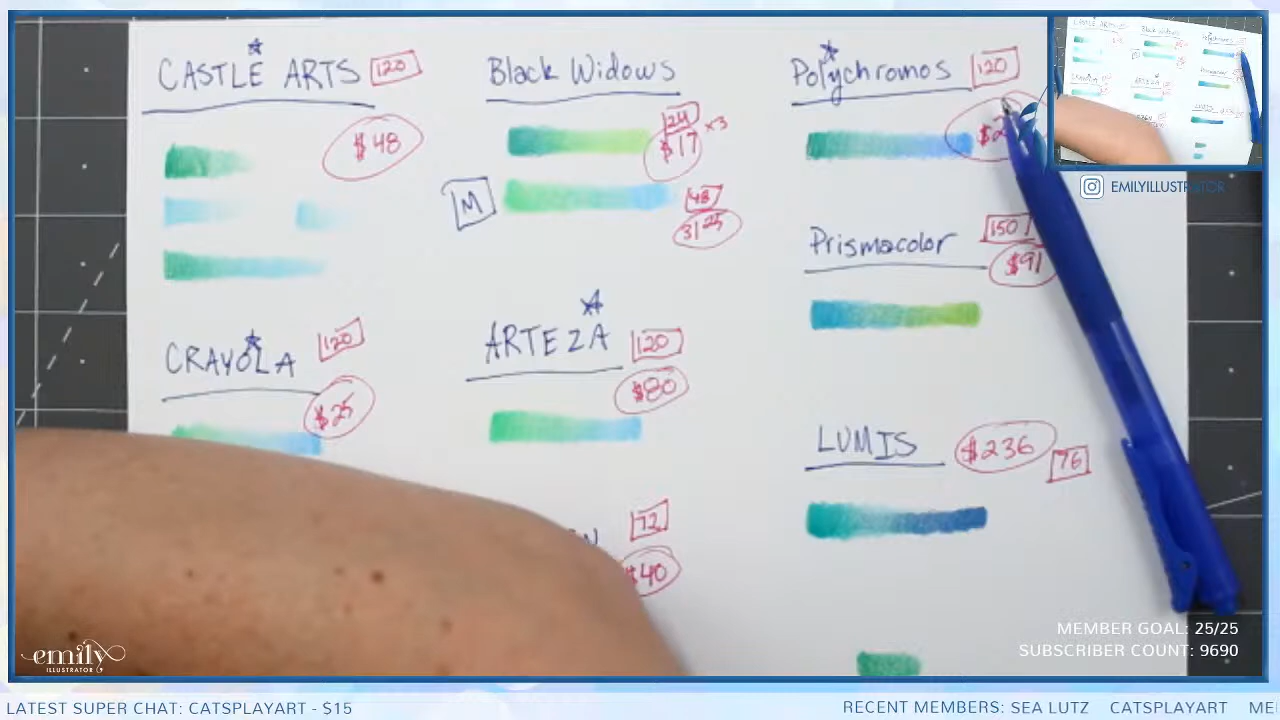 CASTLE ARTS 120
$48
Black Widows
24
$17 x3
M
48
31.25
Polychromos 120
Prismacolor 150
$91
CRAYOLA 120
$25
ARTEZA 120
$80
LUMIS $236 76
72
$40
EMILYILLUSTRATOR
emily
ILLUSTRATOR
MEMBER GOAL: 25/25
SUBSCRIBER COUNT: 9690
LATEST SUPER CHAT: CATSPLAYART - $15
RECENT MEMBERS: SEA LUTZ CATSPLAYART